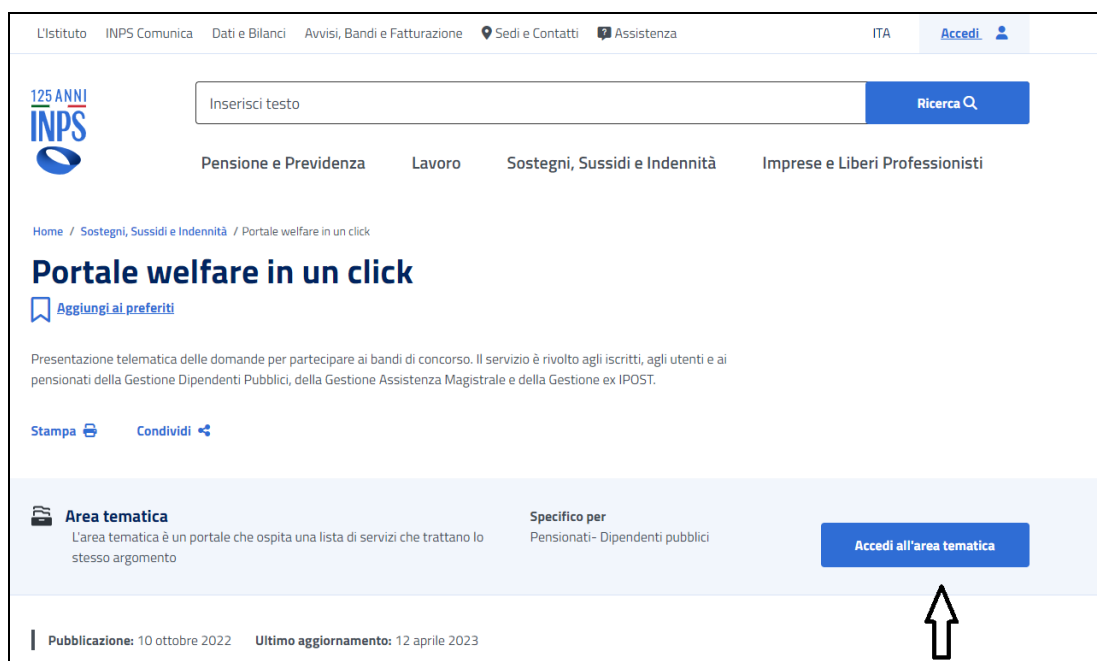 L'Istituto INPS Comunica Dati e Bilanci Avvisi, Bandi e Fatturazione Sedi e Contatti Assistenza ITA Accedi
125 ANNI
INPS
Inserisci testo Ricerca
Pensione e Previdenza Lavoro Sostegni, Sussidi e Indennità Imprese e Liberi Professionisti
Home / Sostegni, Sussidi e Indennità / Portale welfare in un click
Portale welfare in un click
Aggiungi ai preferiti
Presentazione telematica delle domande per partecipare ai bandi di concorso. Il servizio è rivolto agli iscritti, agli utenti e ai
pensionati della Gestione Dipendenti Pubblici, della Gestione Assistenza Magistrale e della Gestione ex IPOST.
Stampa Condividi
Area tematica
L'area tematica è un portale che ospita una lista di servizi che trattano lo
stesso argomento
Specifico per
Pensionati- Dipendenti pubblici
Accedi all'area tematica
Pubblicazione: 10 ottobre 2022 Ultimo aggiornamento: 12 aprile 2023